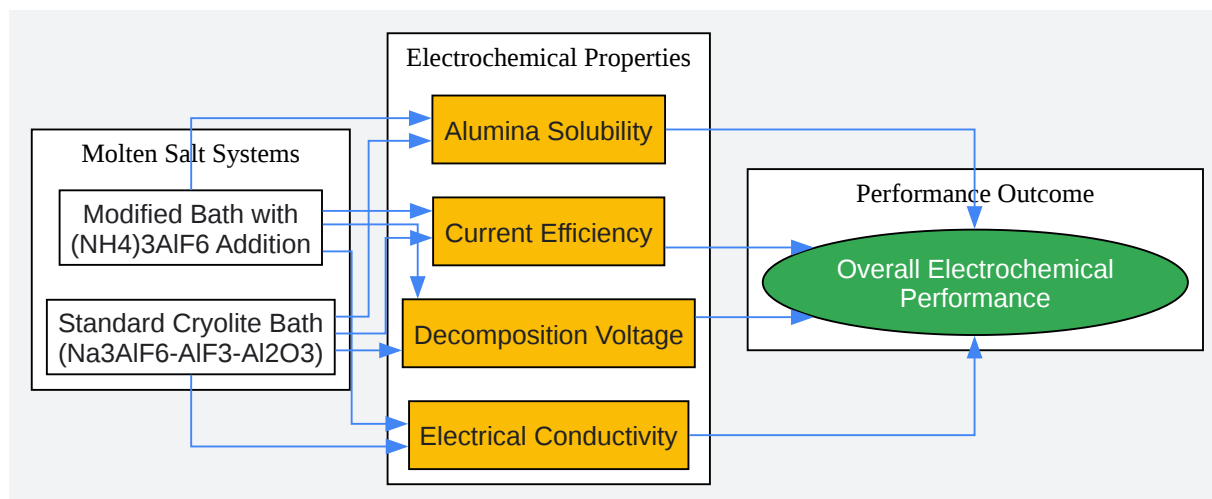 Molten Salt Systems
Modified Bath with
(NH4)3AlF6 Addition
Standard Cryolite Bath
(Na3AlF6-AlF3-Al2O3)
Electrochemical Properties
Alumina Solubility
Current Efficiency
Decomposition Voltage
Electrical Conductivity
Performance Outcome
Overall Electrochemical
Performance